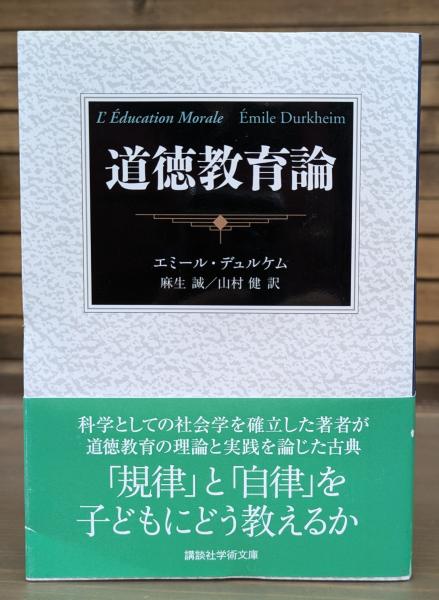 L'Éducation Morale Émile Durkheim
道徳教育論
エミール・デュルケム
麻生 誠／山村 健 訳
科学としての社会学を確立した著者が
道徳教育の理論と実践を論じた古典
「規律」と「自律」を
子どもにどう教えるか
講談社学術文庫